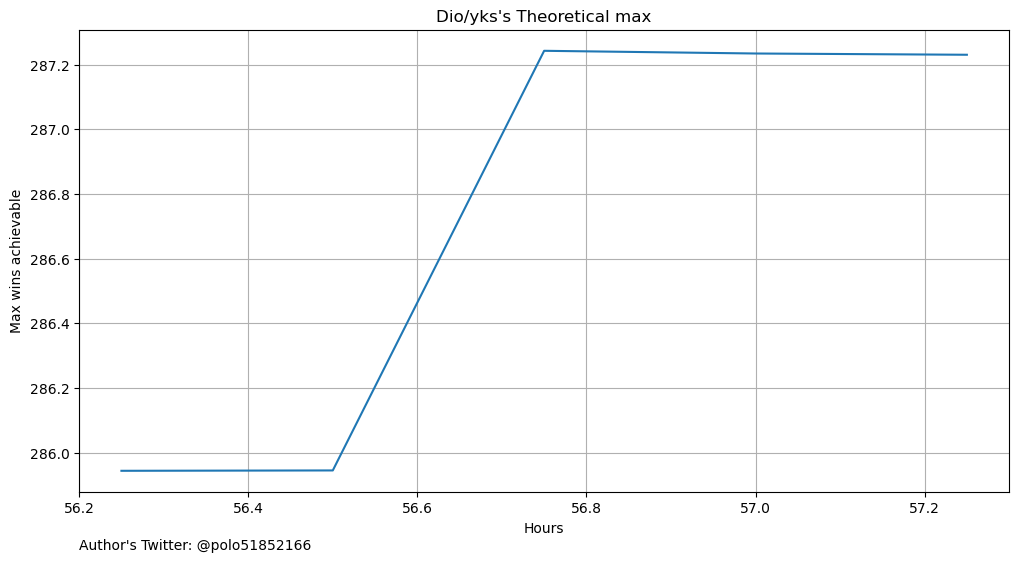 Dio/yks's Theoretical max
287.2
287.0
286.8
286.6
286.4
286.2
286.0
Max wins achievable
56.2 56.4 56.6 56.8 57.0 57.2
Hours
Author's Twitter: @polo51852166